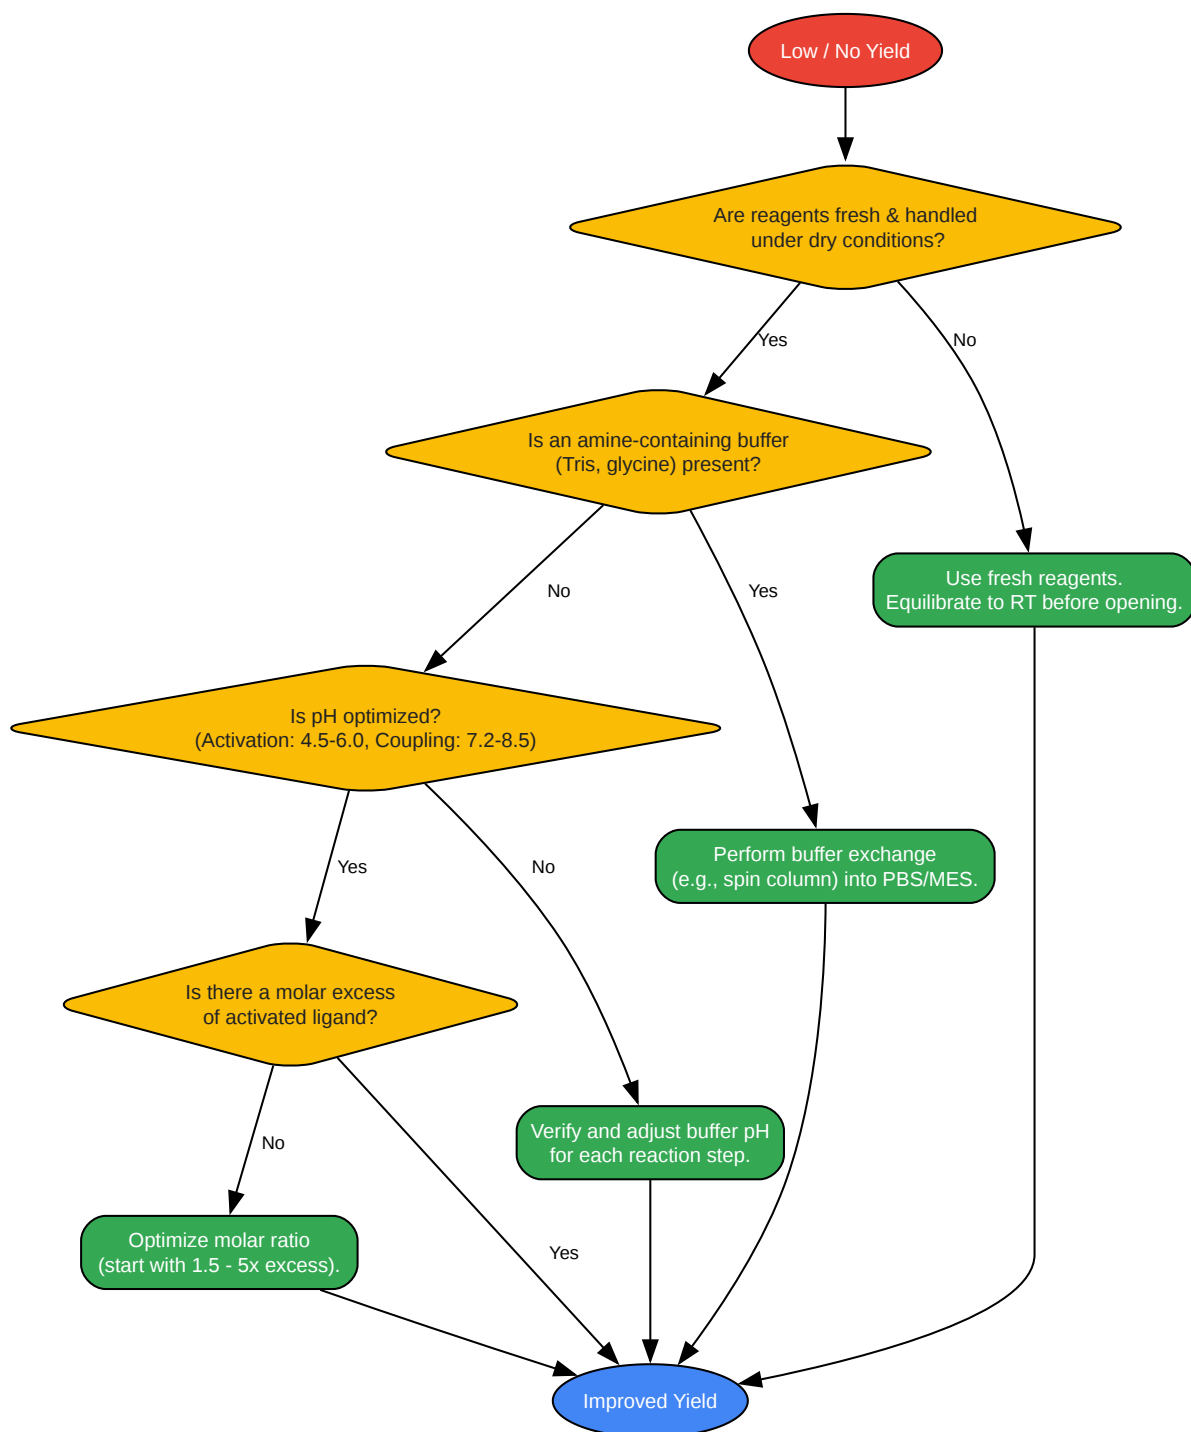 Low / No Yield
Are reagents fresh & handled
under dry conditions?
Yes
No
Is an amine-containing buffer
(Tris, glycine) present?
No
Yes
Use fresh reagents.
Equilibrate to RT before opening.
Is pH optimized?
(Activation: 4.5-6.0, Coupling: 7.2-8.5)
Yes
No
Perform buffer exchange
(e.g., spin column) into PBS/MES.
Is there a molar excess
of activated ligand?
No
Yes
Verify and adjust buffer pH
for each reaction step.
Optimize molar ratio
(start with 1.5 - 5x excess).
Improved Yield